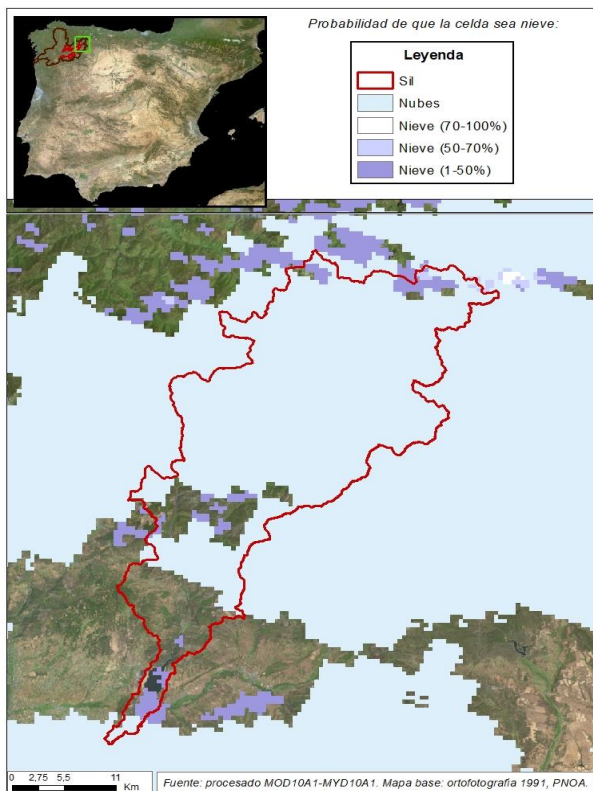 Probabilidad de que la celda sea nieve:
Leyenda
Sil
Nubes
Nieve (70-100%)
Nieve (50-70%)
Nieve (1-50%)
0 2,75 5,5 11
Km
Fuente: procesado MOD10A1-MYD10A1. Mapa base: ortofotografia 1991, PNOA.